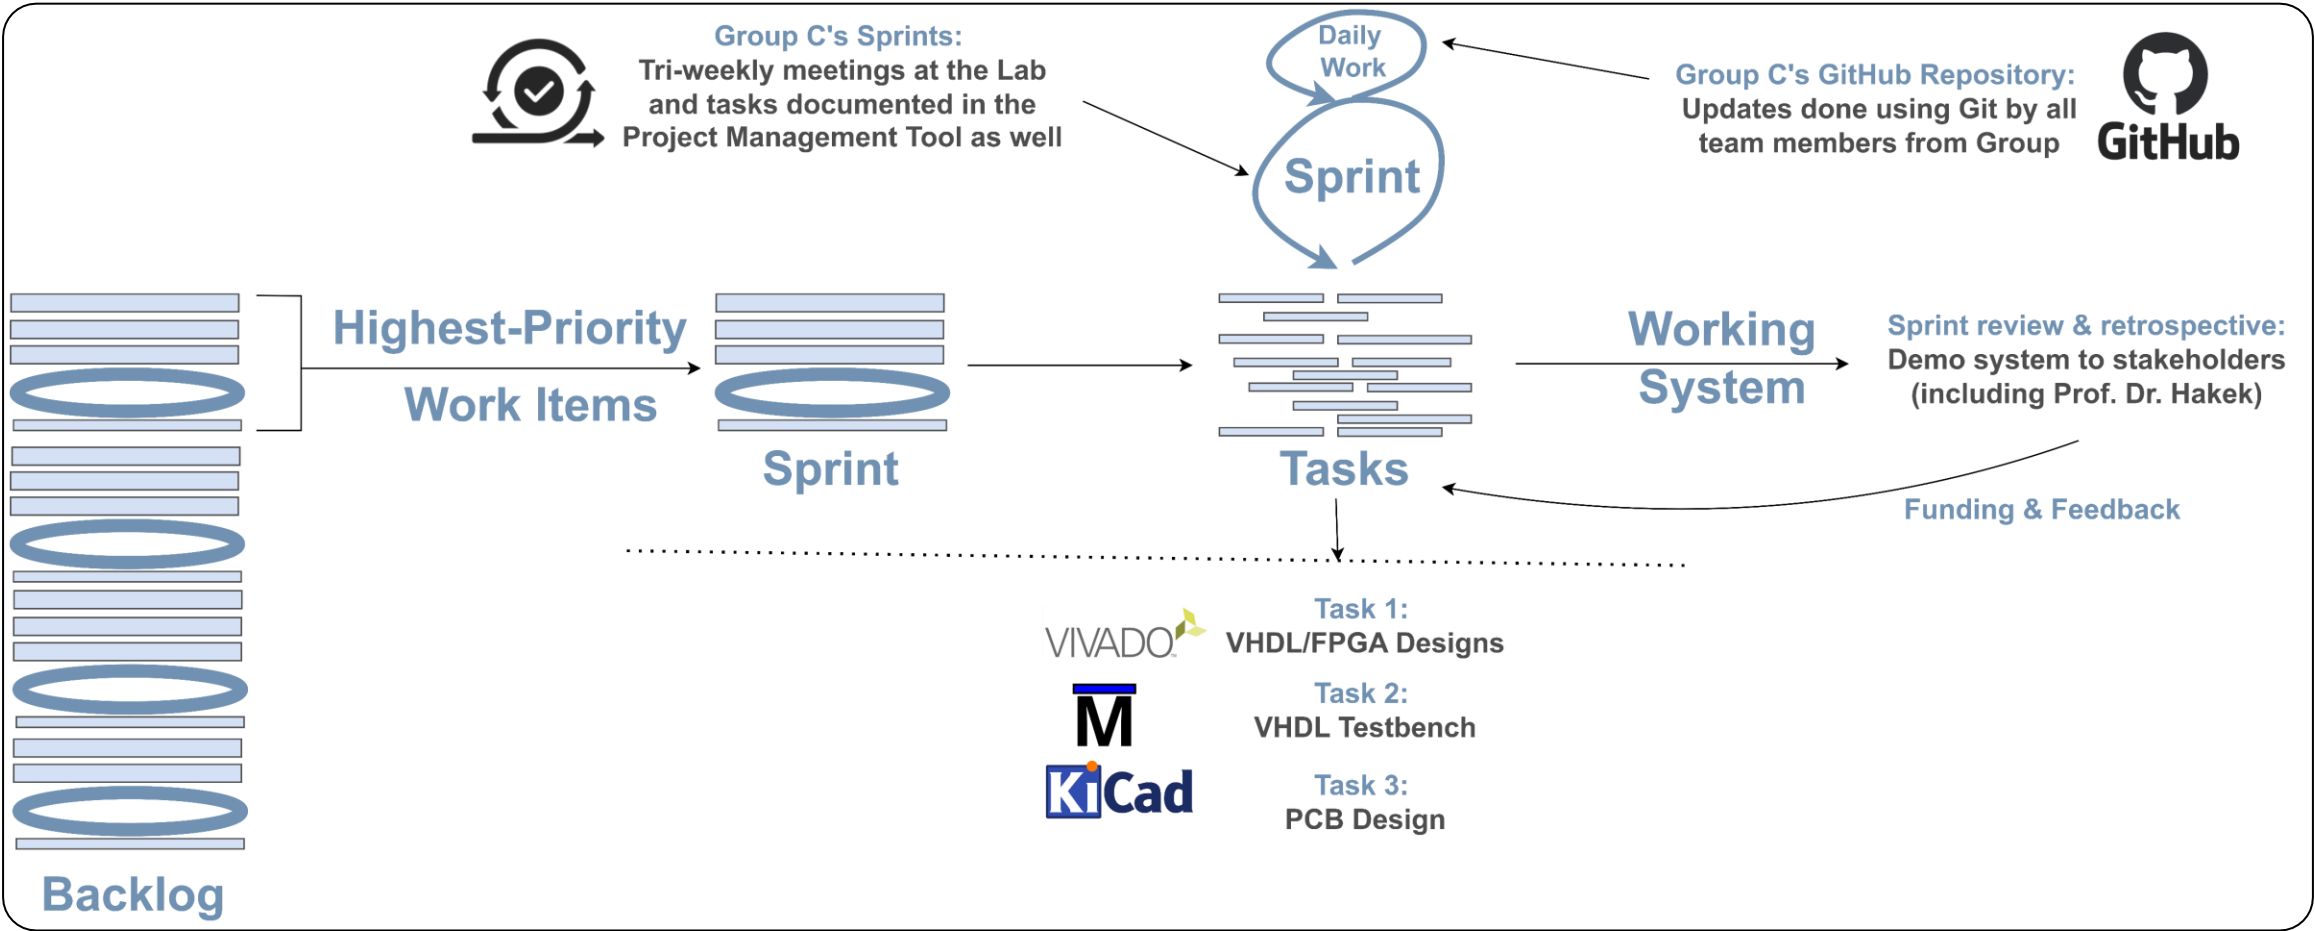 Group C's Sprints:
Tri-weekly meetings at the Lab
and tasks documented in the
Project Management Tool as well
Daily
Work
Sprint
Group C's GitHub Repository:
Updates done using Git by all
team members from Group
GitHub
Highest-Priority
Work Items
Sprint
Tasks
Working
System
Sprint review & retrospective:
Demo system to stakeholders
(including Prof. Dr. Hakek)
Funding & Feedback
Backlog
VIVADO
Task 1:
VHDL/FPGA Designs
M
Task 2:
VHDL Testbench
KiCad
Task 3:
PCB Design